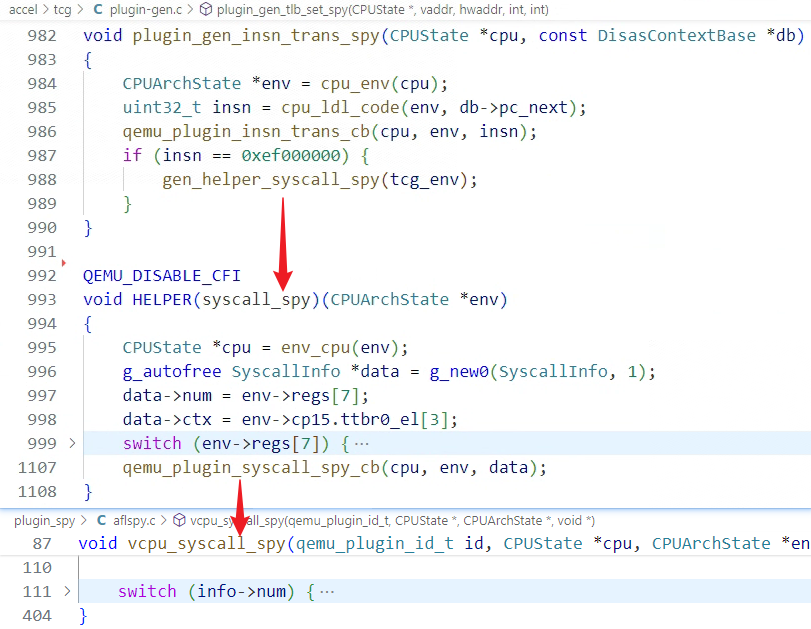 accel > tcg > C plugin-gen.c > plugin_gen_tlb_set_spy(CPUState *, vaddr, hwaddr, int, int)
982 void plugin_gen_insn_trans_spy(CPUState *cpu, const DisasContextBase *db)
983 {
984 CPUArchState *env = cpu_env(cpu);
985 uint32_t insn = cpu_ldl_code(env, db->pc_next);
986 qemu_plugin_insn_trans_cb(cpu, env, insn);
987 if (insn == 0xef000000) {
988 gen_helper_syscall_spy(tcg_env);
989 }
990 }
991
992 QEMU_DISABLE_CFI
993 void HELPER(syscall_spy)(CPUArchState *env)
994 {
995 CPUState *cpu = env_cpu(env);
996 g_autofree SyscallInfo *data = g_new0(SyscallInfo, 1);
997 data->num = env->regs[7];
998 data->ctx = env->cp15.ttbr0_el[3];
999 > switch (env->regs[7]) { ···
1107 qemu_plugin_syscall_spy_cb(cpu, env, data);
1108 }
plugin_spy > C aflspy.c > vcpu_syscall_spy(qemu_plugin_id_t, CPUState *, CPUArchState *, void *)
87 void vcpu_syscall_spy(qemu_plugin_id_t id, CPUState *cpu, CPUArchState *en
110
111 > switch (info->num) { ···
404 }